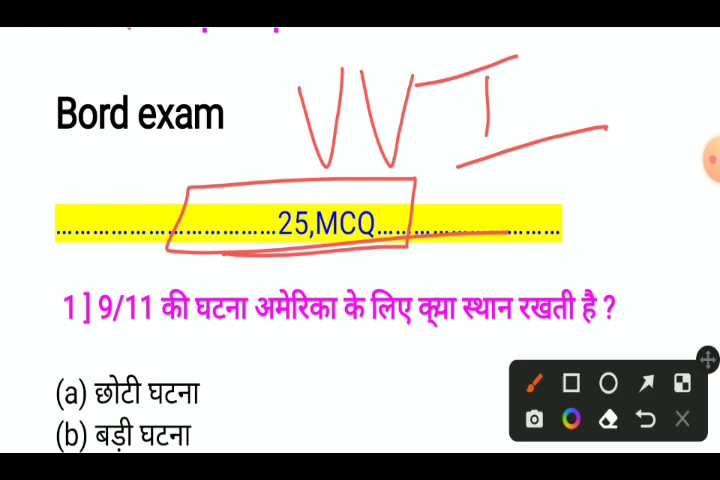 Bord exam
VVI
.................................25,MCQ.................................
1 ] 9/11 की घटना अमेरिका के लिए क्या स्थान रखती है ?
(a) छोटी घटना
(b) बड़ी घटना